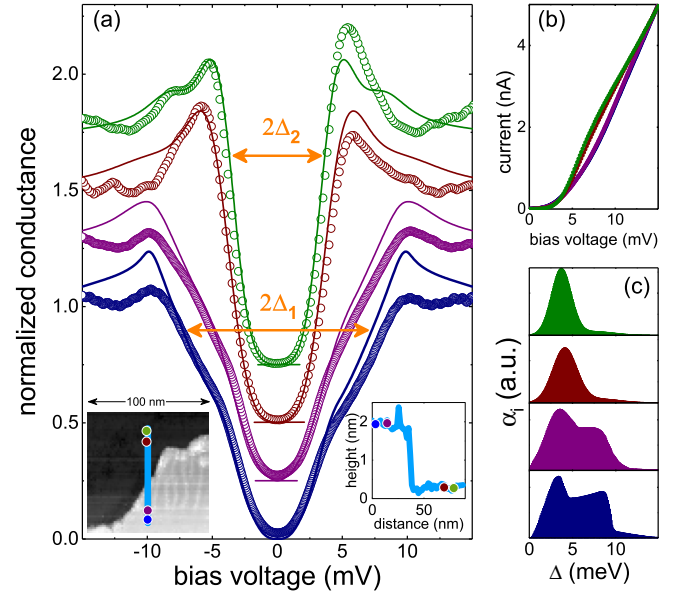 (a)
normalized conductance
2.0
1.5
1.0
0.5
0.0
2Δ₂
2Δ₁
100 nm
height (nm)
2
1
0
0
50
distance (nm)
-10
-5
0
5
10
bias voltage (mV)
(b)
current (nA)
4
2
0
0
5
10
15
bias voltage (mV)
(c)
αᵢ (a.u.)
0
5
10
15
Δ (meV)